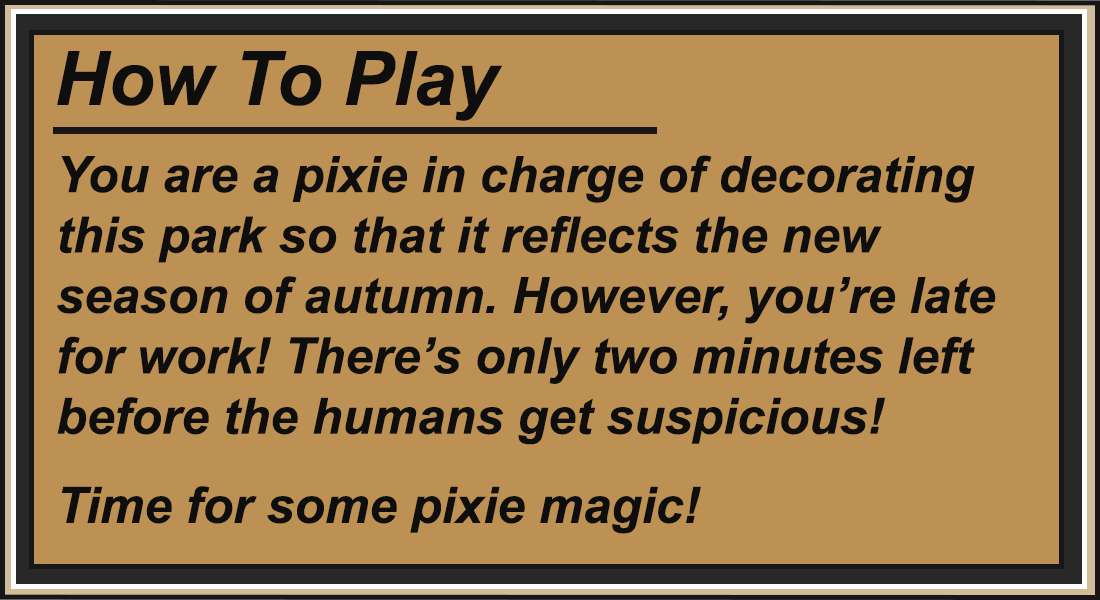 How To Play
You are a pixie in charge of decorating
this park so that it reflects the new
season of autumn. However, you’re late
for work! There’s only two minutes left
before the humans get suspicious!
Time for some pixie magic!